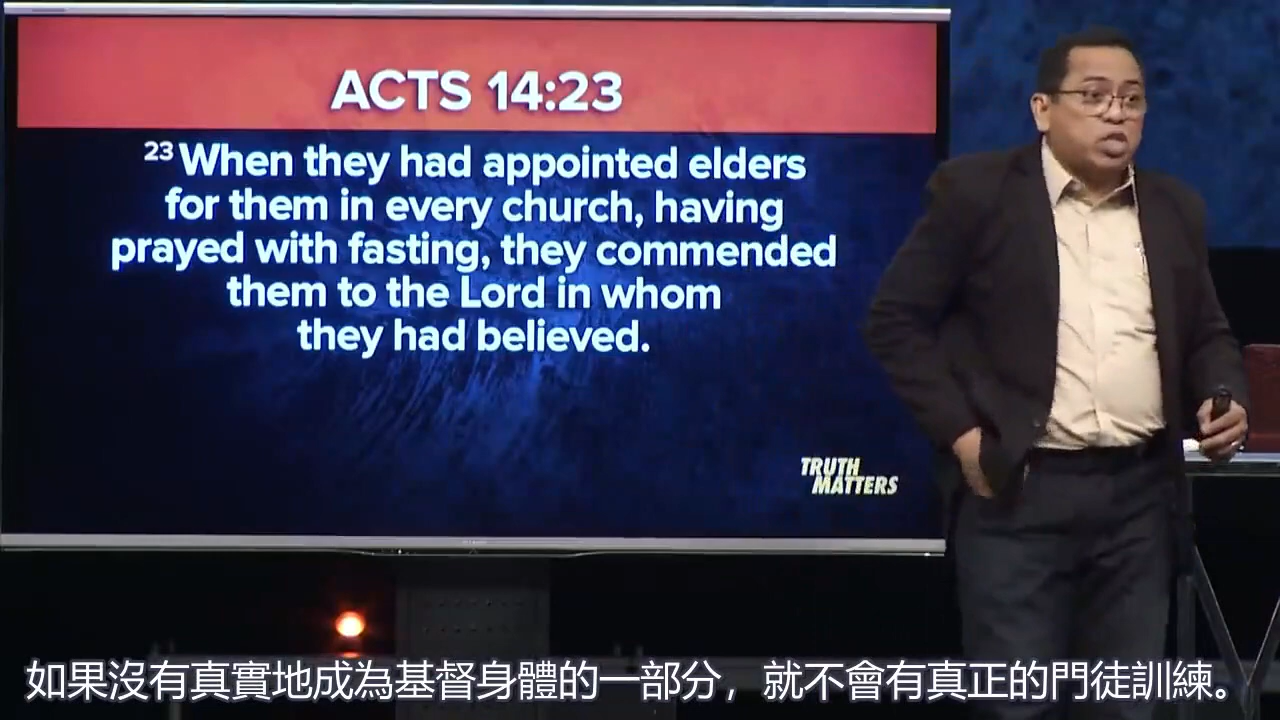 ACTS 14:23
23 When they had appointed elders
for them in every church, having
prayed with fasting, they commended
them to the Lord in whom
they had believed.
TRUTH
MATTERS
如果沒有真實地成為基督身體的一部分，就不會有真正的門徒訓練。